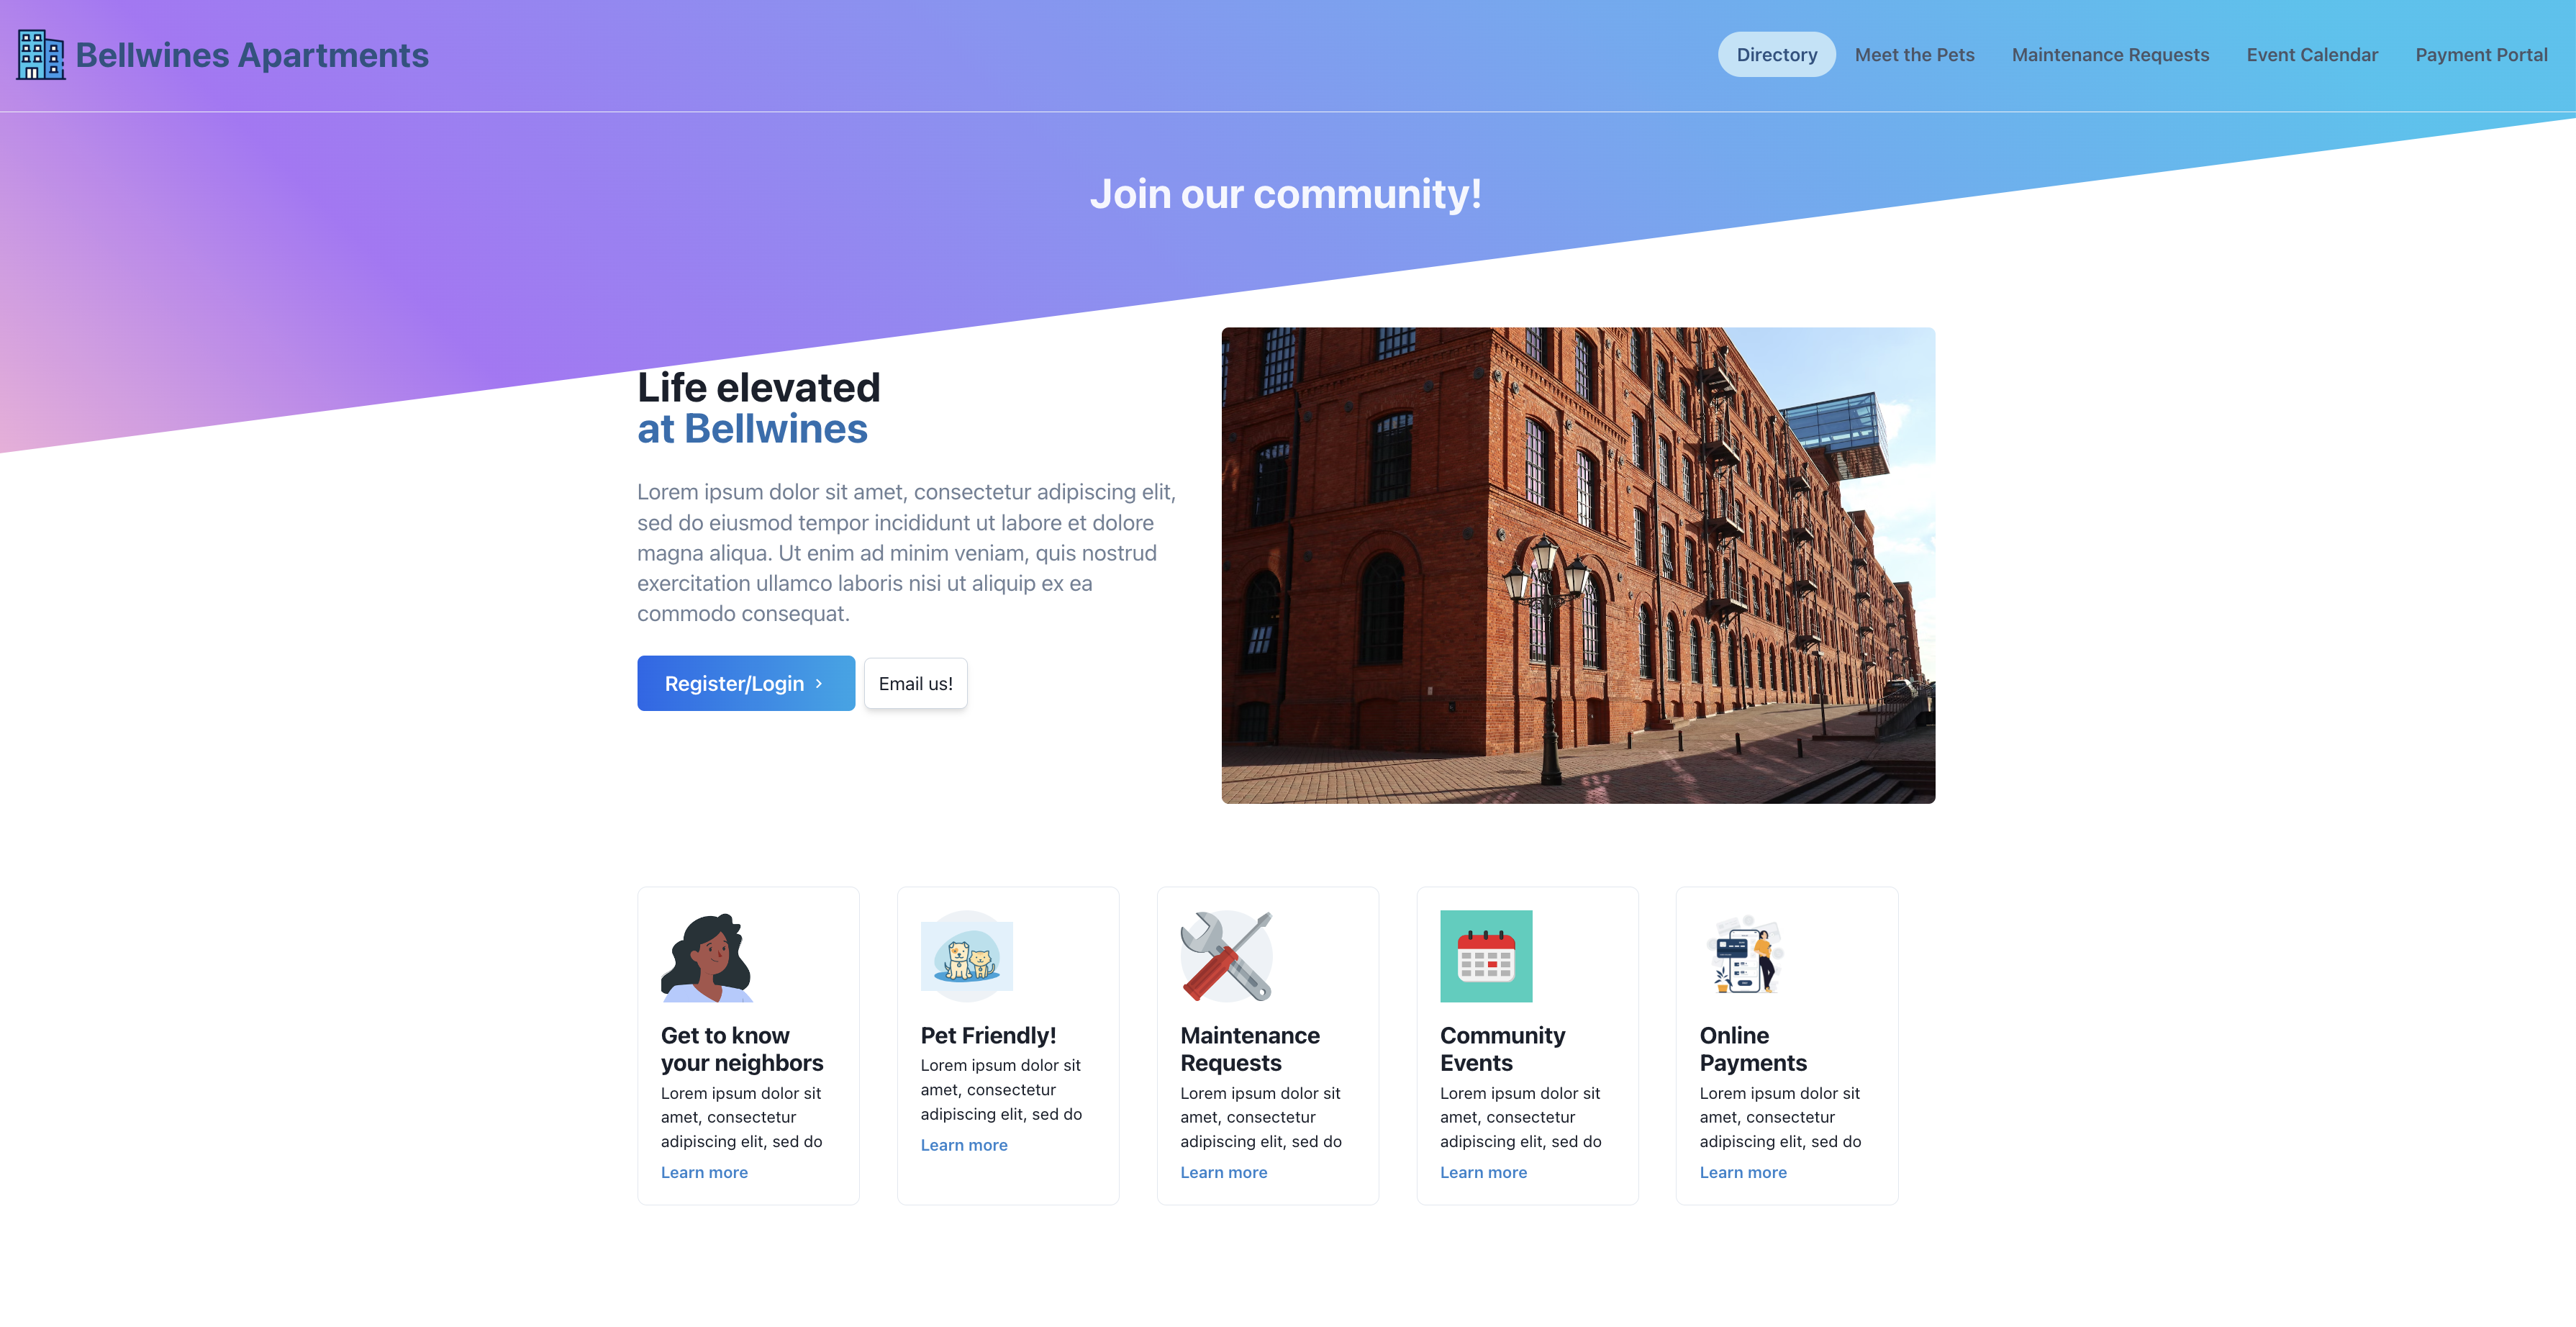 Bellwines Apartments
Directory Meet the Pets Maintenance Requests Event Calendar Payment Portal
Join our community!
Life elevated
at Bellwines
Lorem ipsum dolor sit amet, consectetur adipiscing elit,
sed do eiusmod tempor incididunt ut labore et dolore
magna aliqua. Ut enim ad minim veniam, quis nostrud
exercitation ullamco laboris nisi ut aliquip ex ea
commodo consequat.
Register/Login ›
Email us!
Get to know
your neighbors
Lorem ipsum dolor sit
amet, consectetur
adipiscing elit, sed do
Learn more
Pet Friendly!
Lorem ipsum dolor sit
amet, consectetur
adipiscing elit, sed do
Learn more
Maintenance
Requests
Lorem ipsum dolor sit
amet, consectetur
adipiscing elit, sed do
Learn more
Community
Events
Lorem ipsum dolor sit
amet, consectetur
adipiscing elit, sed do
Learn more
Online
Payments
Lorem ipsum dolor sit
amet, consectetur
adipiscing elit, sed do
Learn more